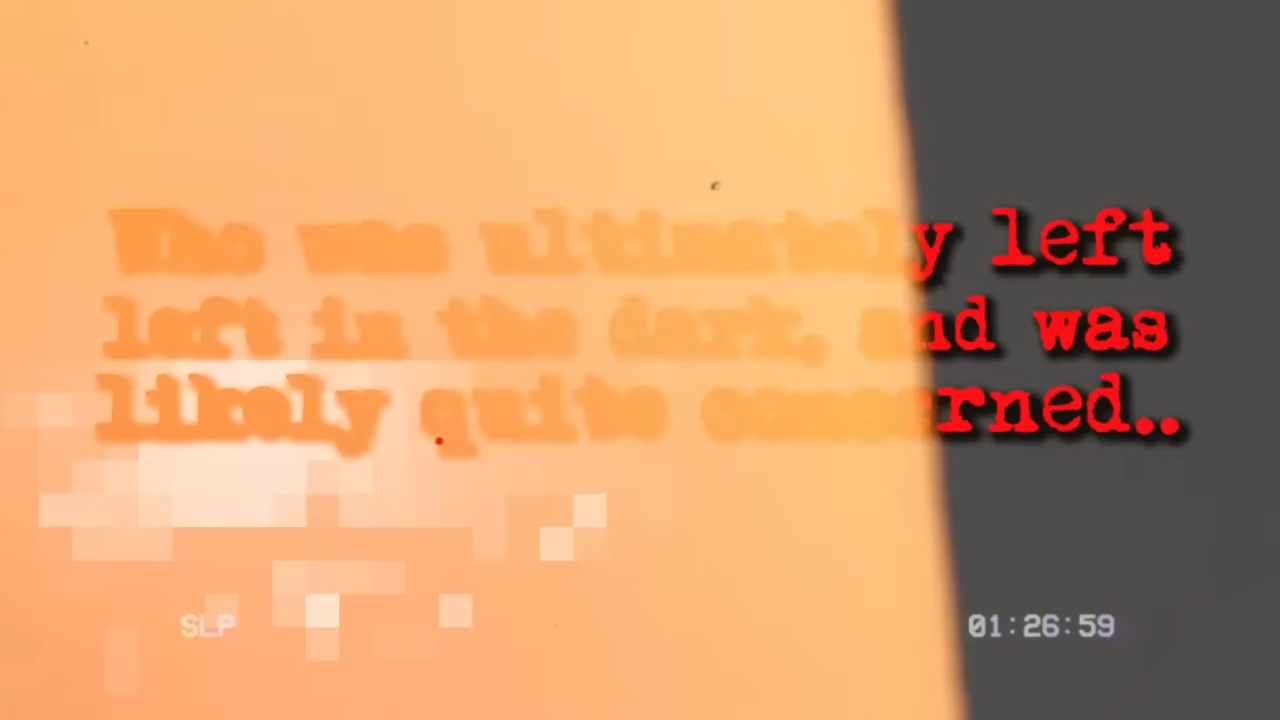 Who was ultimately left
left in the dark, and was
likely quite concerned..
SLP 01:26:59